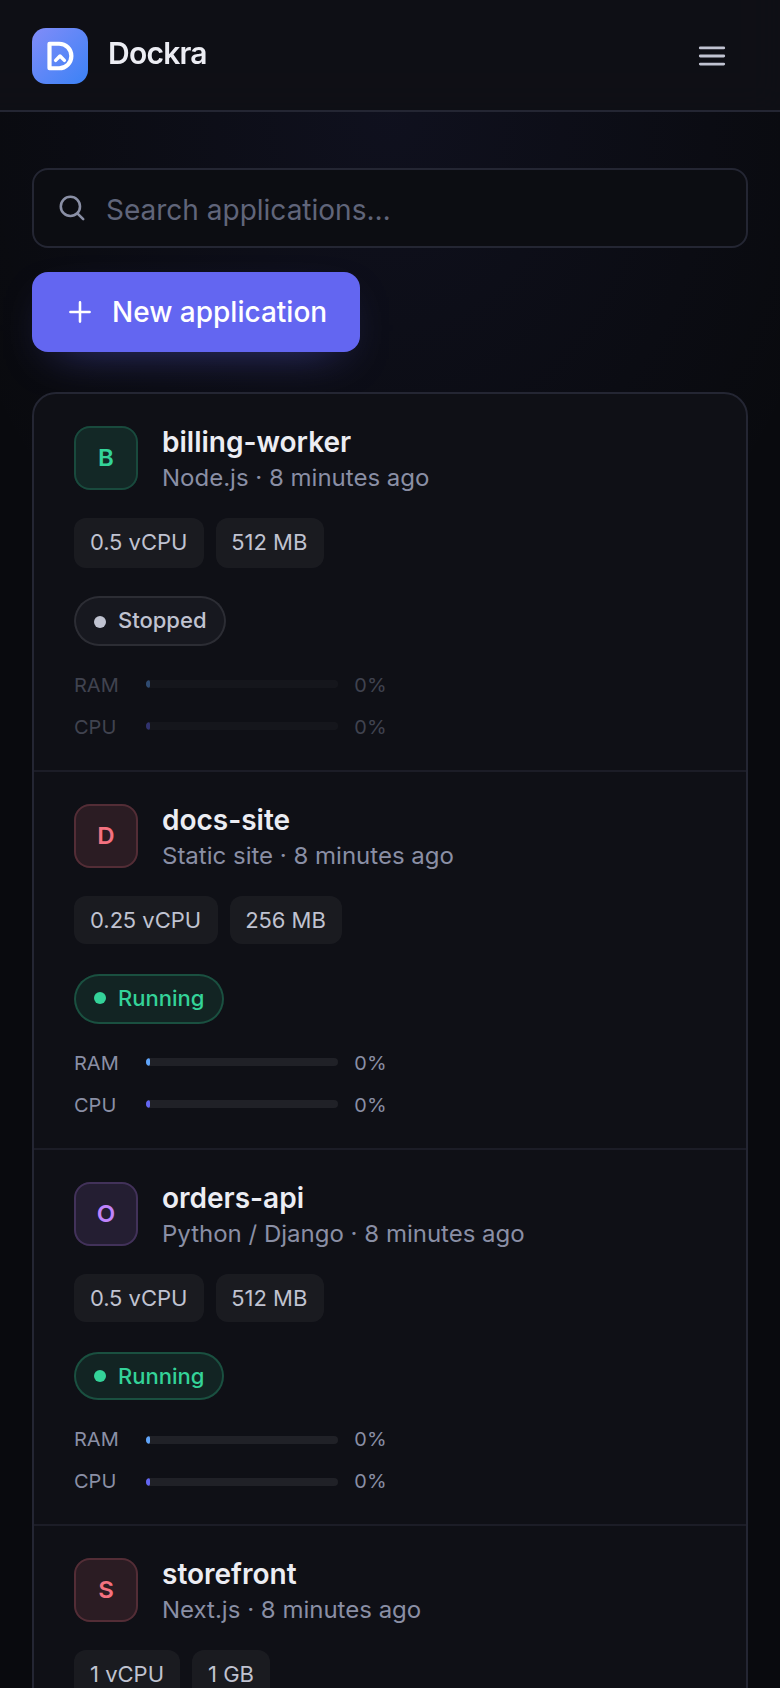 Dockra
Search applications...
New application
B
billing-worker
Node.js · 8 minutes ago
0.5 vCPU 512 MB
Stopped
RAM 0%
CPU 0%
D
docs-site
Static site · 8 minutes ago
0.25 vCPU 256 MB
Running
RAM 0%
CPU 0%
O
orders-api
Python / Django · 8 minutes ago
0.5 vCPU 512 MB
Running
RAM 0%
CPU 0%
S
storefront
Next.js · 8 minutes ago
1 vCPU 1 GB